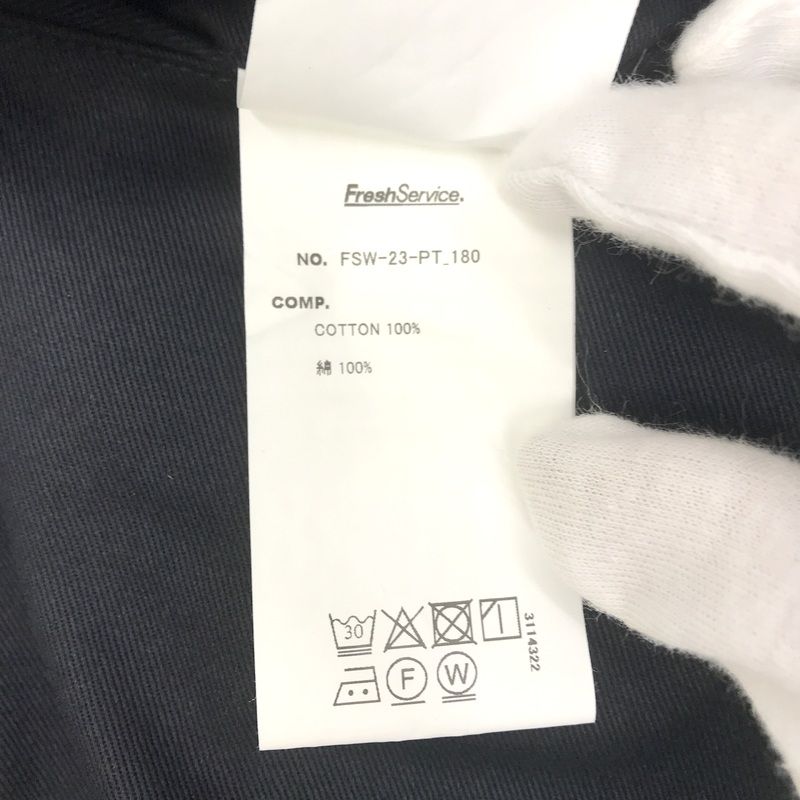 FreshService.
NO. FSW-23-PT_180
COMP.
COTTON 100%
綿 100%
30
F
W
3114322